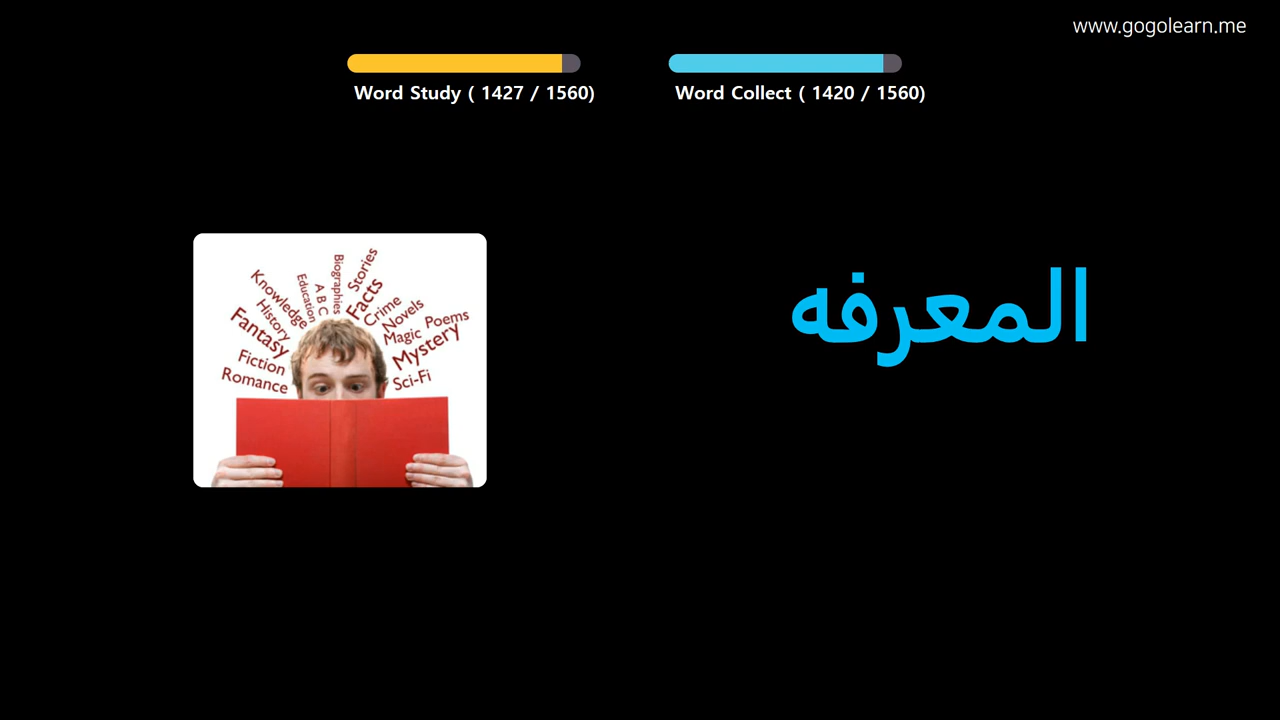 www.gogolearn.me
Word Study ( 1427 / 1560)
Word Collect ( 1420 / 1560)
المعرفه
Knowledge
History
Fantasy
Fiction
Romance
Education
A B C
Biographies
Stories
Facts
Crime
Novels
Magic
Poems
Mystery
Sci-Fi